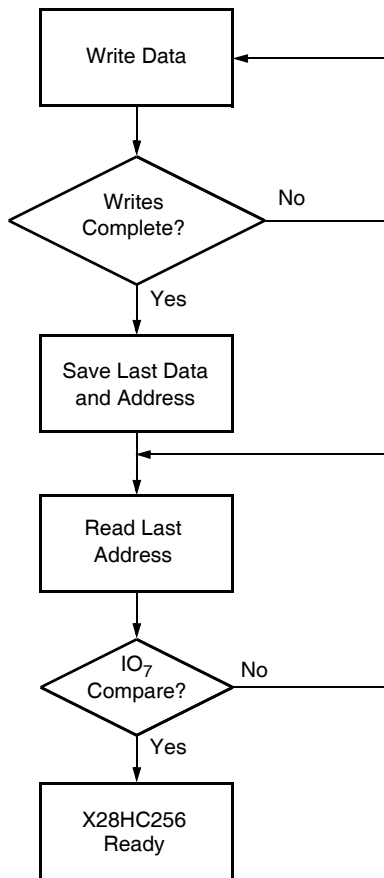 Write Data
Writes
Complete?
No
Yes
Save Last Data
and Address
Read Last
Address
IO₇
Compare?
No
Yes
X28HC256
Ready